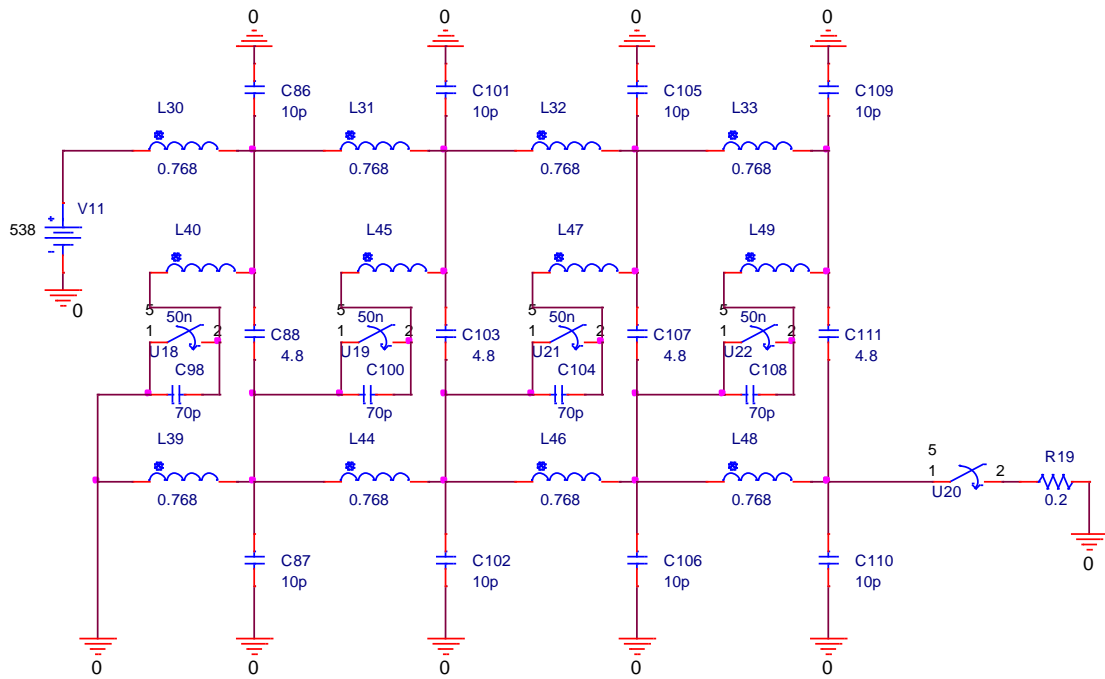 0 0 0 0
C86 C101 C105 C109
10p 10p 10p 10p
L30 L31 L32 L33
0.768 0.768 0.768 0.768
V11
+
538
-
0
L40 L45 L47 L49
5 5 5 5
50n 50n 50n 50n
1 2 1 2 1 2 1 2
U18 U19 U21 U22
C88 C103 C107 C111
4.8 4.8 4.8 4.8
C98 C100 C104 C108
70p 70p 70p 70p
L39 L44 L46 L48
0.768 0.768 0.768 0.768
5
1 2
U20
R19
0.2
0
C87 C102 C106 C110
10p 10p 10p 10p
0 0 0 0 0